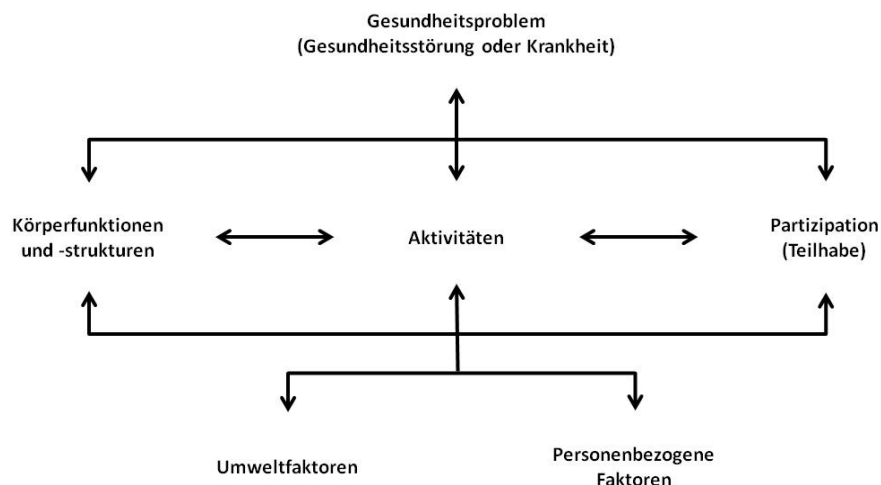 Gesundheitsproblem
(Gesundheitsstörung oder Krankheit)
Körperfunktionen
und -strukturen
Aktivitäten
Partizipation
(Teilhabe)
Umweltfaktoren
Personenbezogene
Faktoren